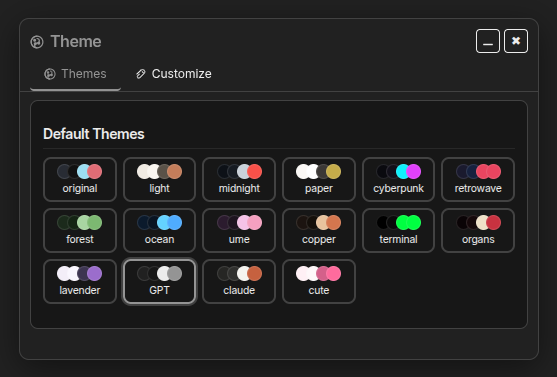 Theme
Themes Customize
Default Themes
original light midnight paper cyberpunk retrowave
forest ocean ume copper terminal organs
lavender GPT claude cute